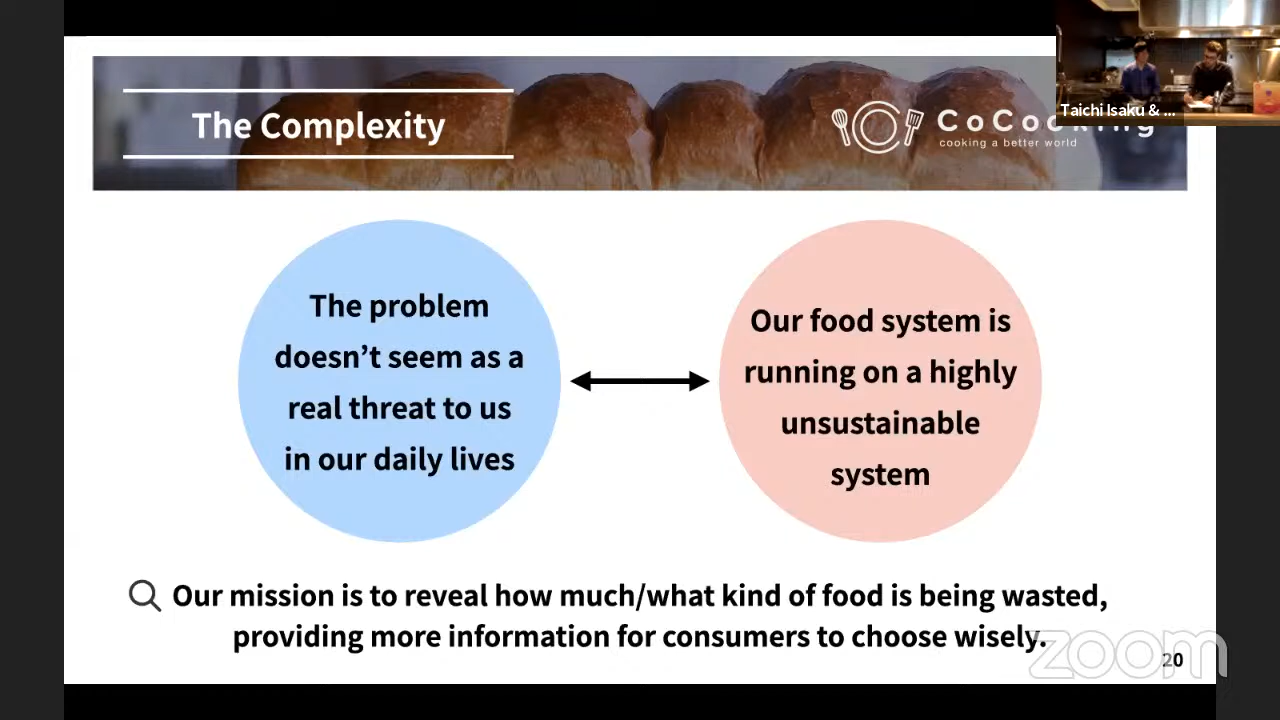 The Complexity
CoCooking
cooking a better world
Taichi Isaku & ...
The problem
doesn't seem as a
real threat to us
in our daily lives
Our food system is
running on a highly
unsustainable
system
Our mission is to reveal how much/what kind of food is being wasted,
providing more information for consumers to choose wisely.
zoom
20